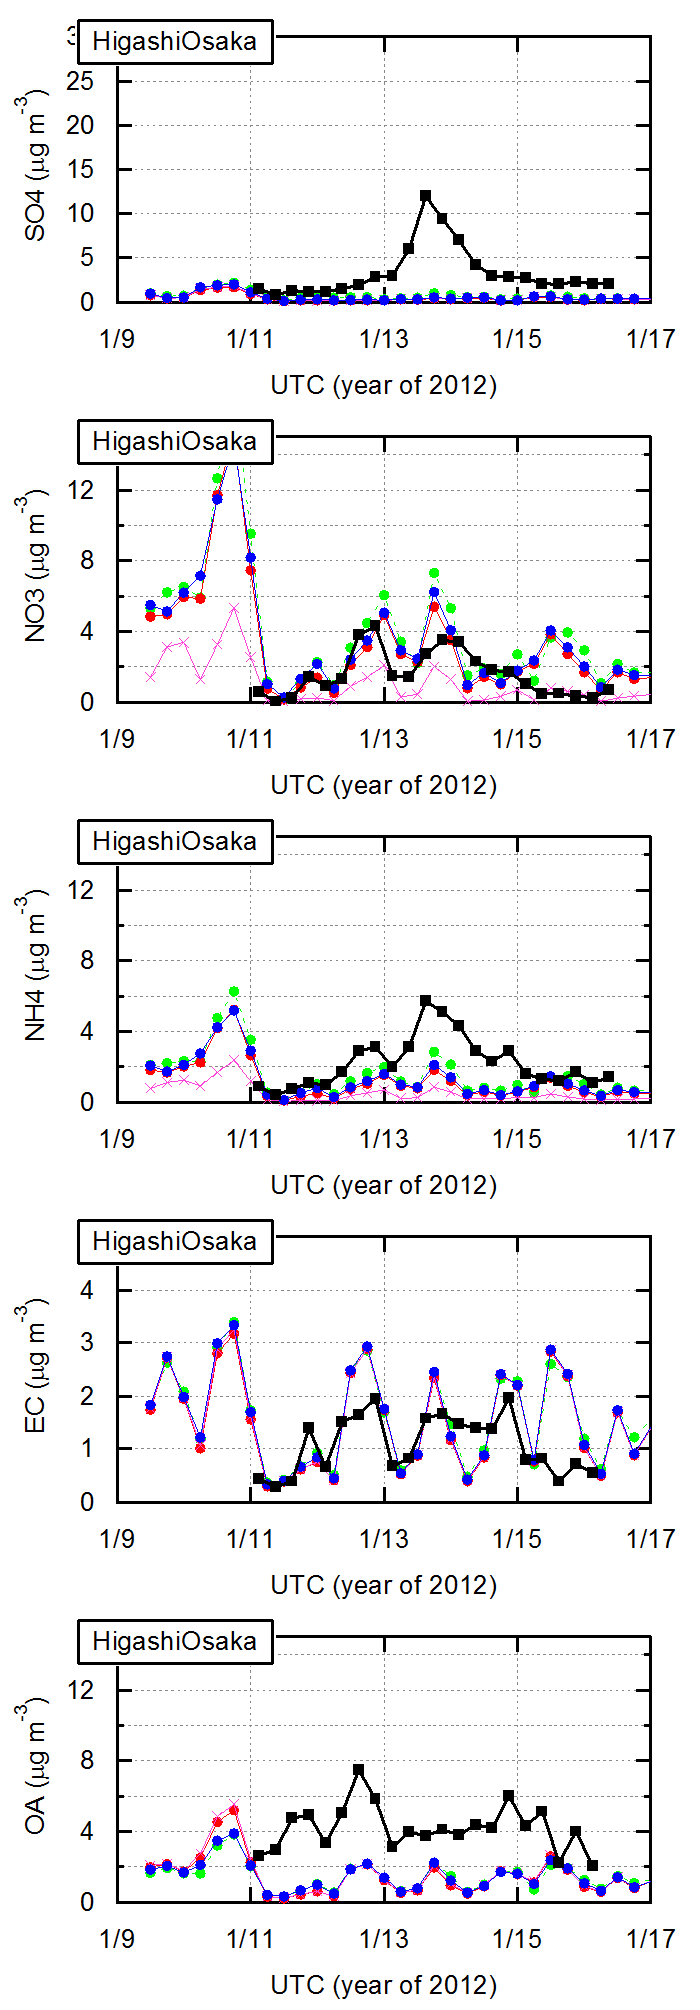 HigashiOsaka
25
20
15
10
5
0
SO4 (μg m-3)
1/9 1/11 1/13 1/15 1/17
UTC (year of 2012)
HigashiOsaka
12
8
4
0
NO3 (μg m-3)
1/9 1/11 1/13 1/15 1/17
UTC (year of 2012)
HigashiOsaka
12
8
4
0
NH4 (μg m-3)
1/9 1/11 1/13 1/15 1/17
UTC (year of 2012)
HigashiOsaka
4
3
2
1
0
EC (μg m-3)
1/9 1/11 1/13 1/15 1/17
UTC (year of 2012)
HigashiOsaka
12
8
4
0
OA (μg m-3)
1/9 1/11 1/13 1/15 1/17
UTC (year of 2012)